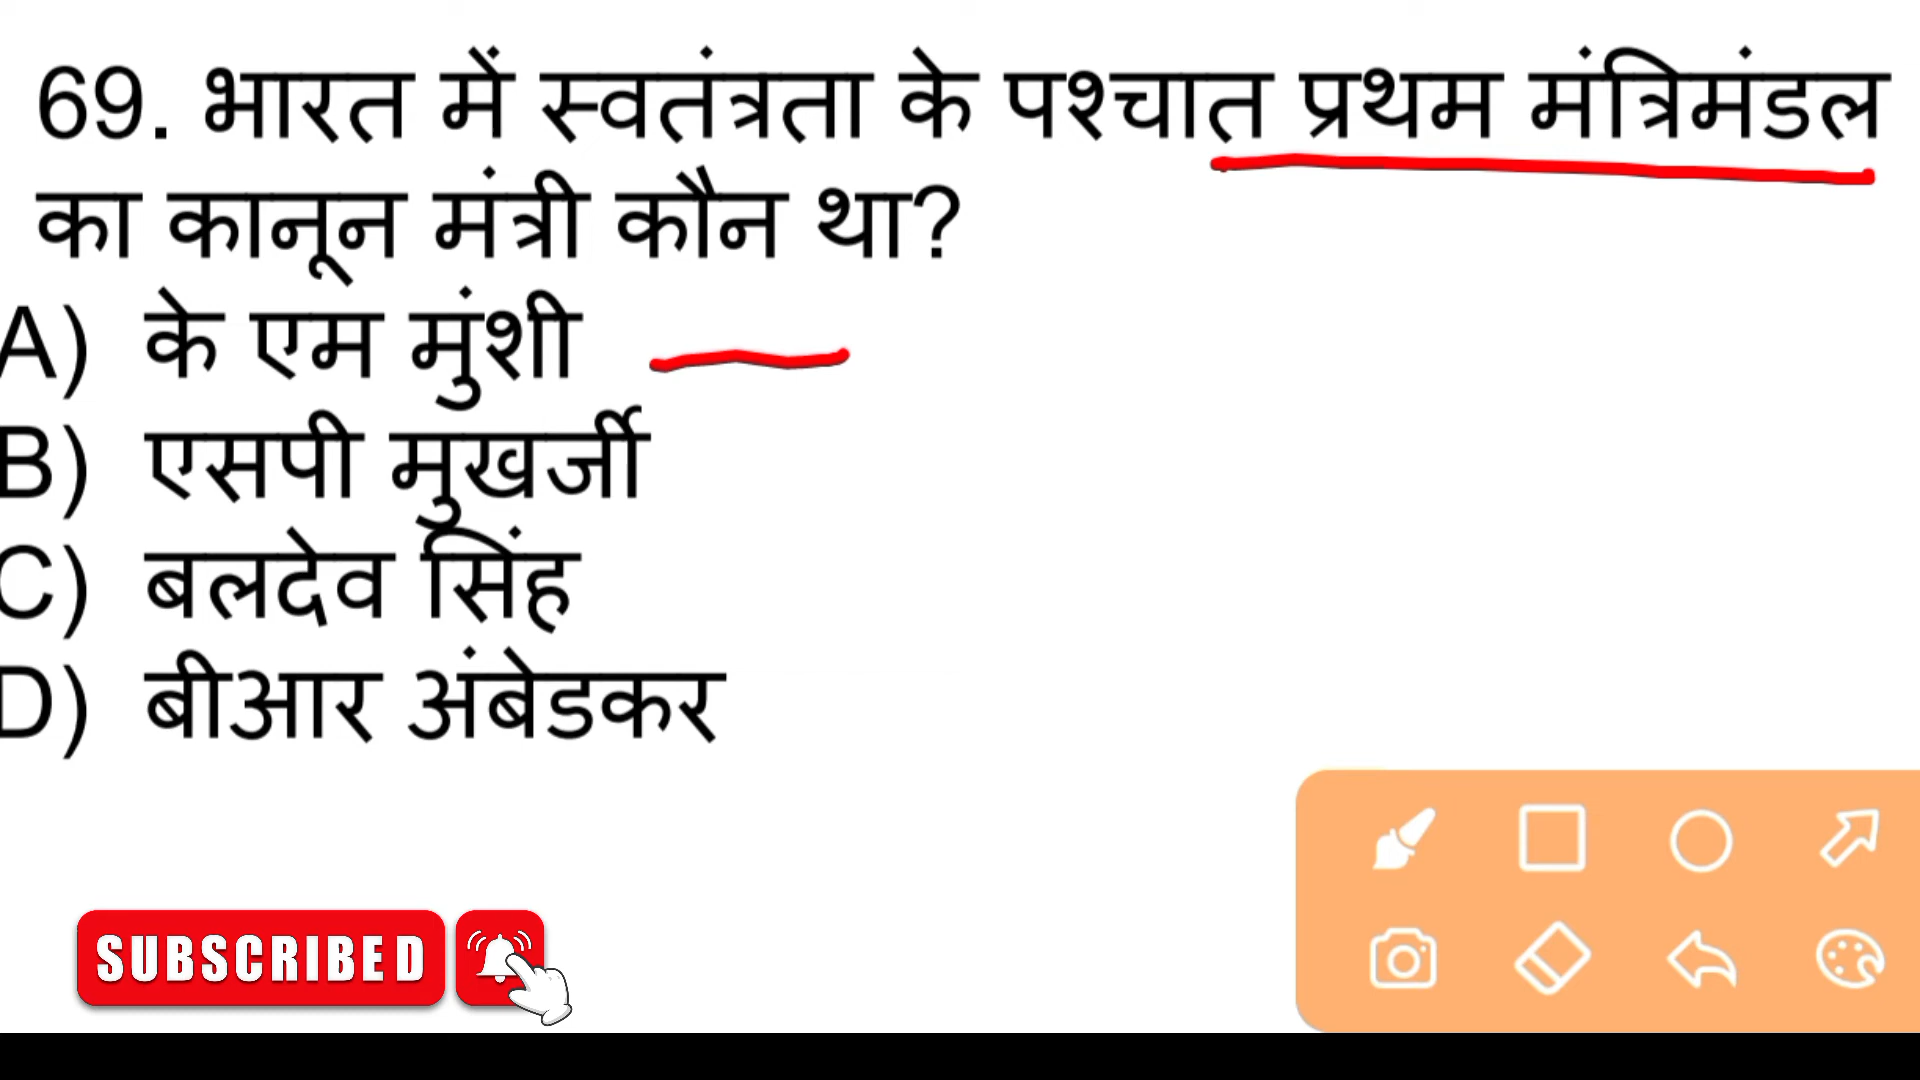 69. भारत में स्वतंत्रता के पश्चात प्रथम मंत्रिमंडल
का कानून मंत्री कौन था?
A) के एम मुंशी
B) एसपी मुखर्जी
C) बलदेव सिंह
D) बीआर अंबेडकर
SUBSCRIBED